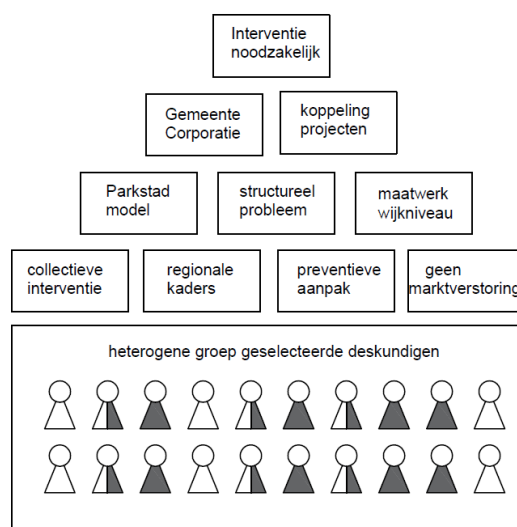 Interventie
noodzakelijk
Gemeente
Corporatie
koppeling
projecten
Parkstad
model
structureel
probleem
maatwerk
wijkniveau
collectieve
interventie
regionale
kaders
preventieve
aanpak
geen
marktverstoring
heterogene groep geselecteerde deskundigen